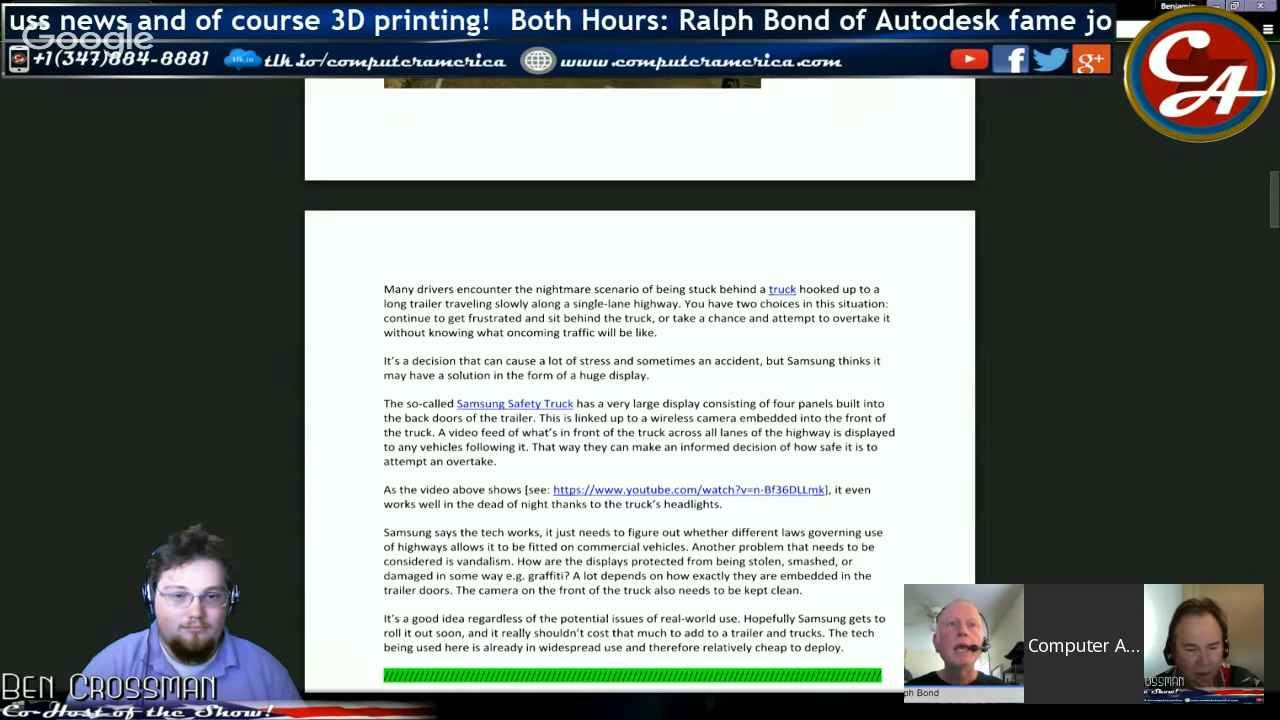 Benjamin
uss news and of course 3D printing! Both Hours: Ralph Bond of Autodesk fame jo
Google
+1(347)884-8881 tlk.io/computeramerica www.computeramerica.com
CA
Many drivers encounter the nightmare scenario of being stuck behind a truck hooked up to a
long trailer traveling slowly along a single-lane highway. You have two choices in this situation:
continue to get frustrated and sit behind the truck, or take a chance and attempt to overtake it
without knowing what oncoming traffic will be like.
It's a decision that can cause a lot of stress and sometimes an accident, but Samsung thinks it
may have a solution in the form of a huge display.
The so-called Samsung Safety Truck has a very large display consisting of four panels built into
the back doors of the trailer. This is linked up to a wireless camera embedded into the front of
the truck. A video feed of what's in front of the truck across all lanes of the highway is displayed
to any vehicles following it. That way they can make an informed decision of how safe it is to
attempt an overtake.
As the video above shows [see: https://www.youtube.com/watch?v=n-Bf36DLLmk], it even
works well in the dead of night thanks to the truck's headlights.
Samsung says the tech works, it just needs to figure out whether different laws governing use
of highways allows it to be fitted on commercial vehicles. Another problem that needs to be
considered is vandalism. How are the displays protected from being stolen, smashed, or
damaged in some way e.g. graffiti? A lot depends on how exactly they are embedded in the
trailer doors. The camera on the front of the truck also needs to be kept clean.
It's a good idea regardless of the potential issues of real-world use. Hopefully Samsung gets to
roll it out soon, and it really shouldn't cost that much to add to a trailer and trucks. The tech
being used here is already in widespread use and therefore relatively cheap to deploy.
Ben Crossman
Co-Host of the Show!
ph Bond
Computer A...
ROSSMAN